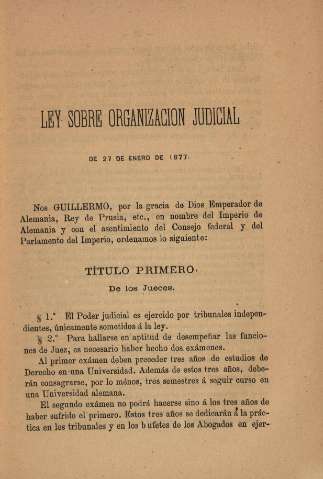 LEY SOBRE ORGANIZACION JUDICIAL
DE 27 DE ENERO DE 1877.
Nos GUILLERMO, por la gracia de Dios Emperador de
Alemania, Rey de Prusia, etc., en nombre del Imperio de
Alemania y con el asentimiento del Consejo federal y del
Parlamento del Imperio, ordenamos lo siguiente:
TÍTULO PRIMERO.
De los Jueces.
§ 1.° El Poder judicial es ejercido por tribunales indepen-
dientes, únicamente sometidos á la ley.
§ 2.° Para hallarse en aptitud de desempeñar las funcio-
nes de Juez, es necesario haber hecho dos exámenes.
Al primer exámen deben preceder tres años de estudios de
Derecho en una Universidad. Además de estos tres años, debe-
rán consagrarse, por lo ménos, tres semestres á seguir curso en
una Universidad alemana.
El segundo exámen no podrá hacerse sino á los tres años de
haber sufrido el primero. Estos tres años se dedicarán á la prác-
tica en los tribunales y en los bufetes de los Abogados en ejer-